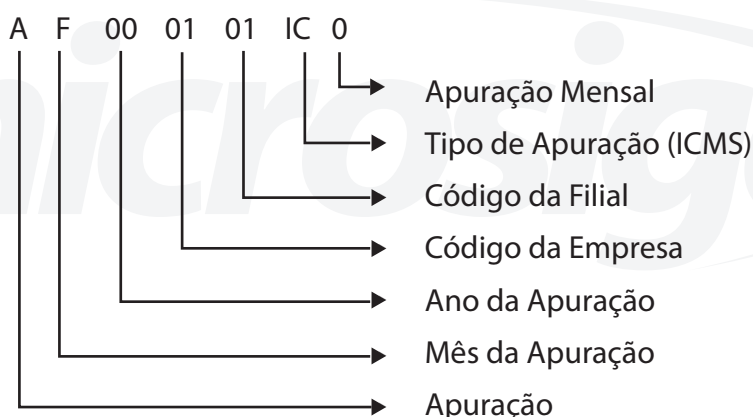 A F 00 01 01 IC 0
Apuração Mensal
Tipo de Apuração (ICMS)
Código da Filial
Código da Empresa
Ano da Apuração
Mês da Apuração
Apuração